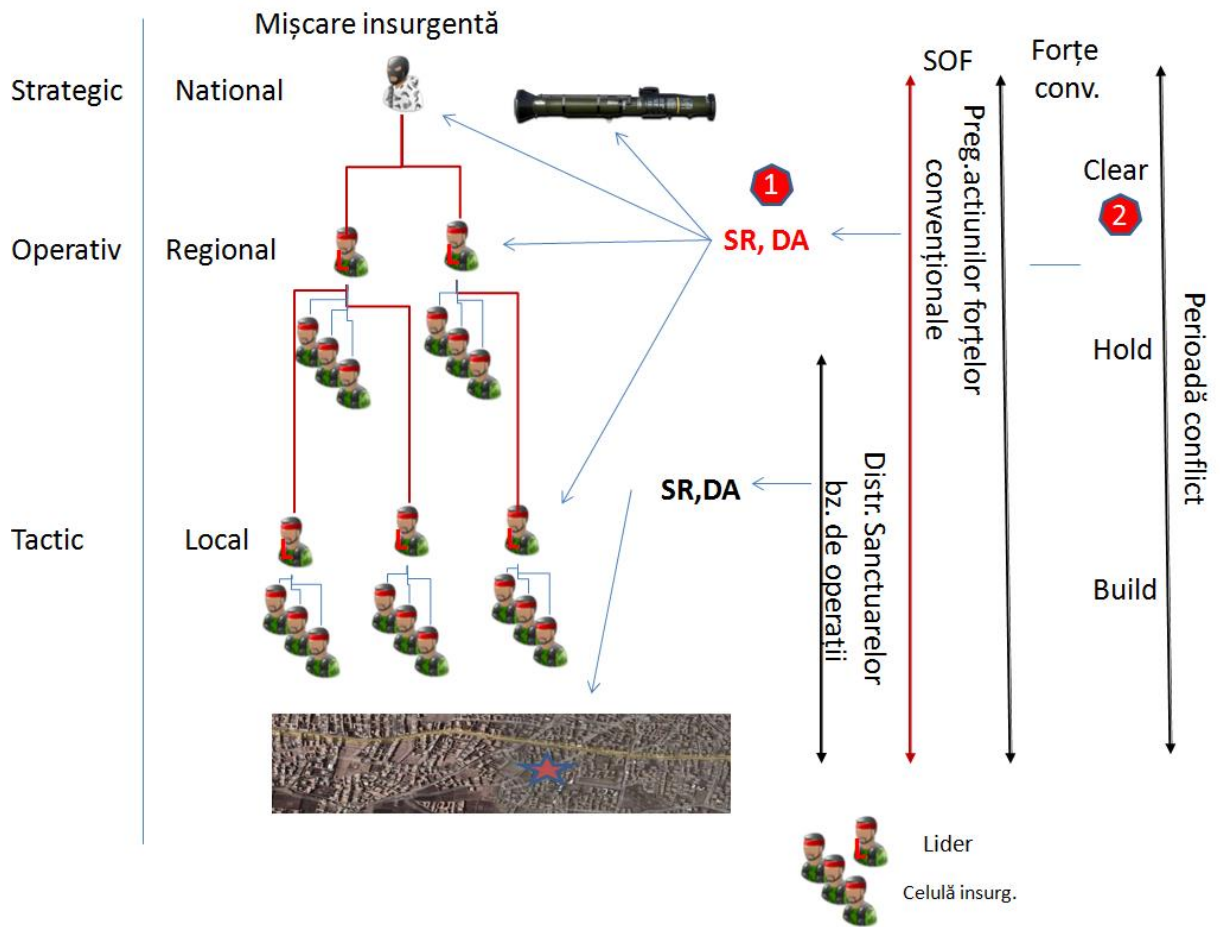 Mișcare insurgentă
SOF
Forțe
conv.
Strategic
National
1
Clear
2
Operativ
Regional
SR, DA
Preg.actiunilor forțelor
convenționale
Perioadă conflict
Hold
SR,DA
Distr. Sanctuarelor
bz. de operații
Tactic
Local
Build
L
L
L
L
L
L
Lider
Celulă insurg.